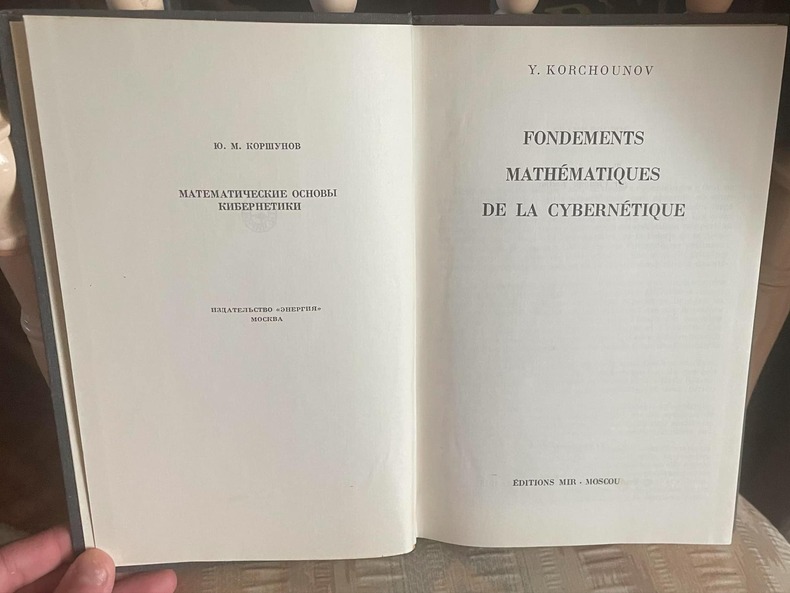 Ю. М. КОРШУНОВ
МАТЕМАТИЧЕСКИЕ ОСНОВЫ
КИБЕРНЕТИКИ
ИЗДАТЕЛЬСТВО «ЭНЕРГИЯ»
МОСКВА
Y. KORCHOUNOV
FONDEMENTS
MATHÉMATIQUES
DE LA CYBERNÉTIQUE
ÉDITIONS MIR · MOSCOU